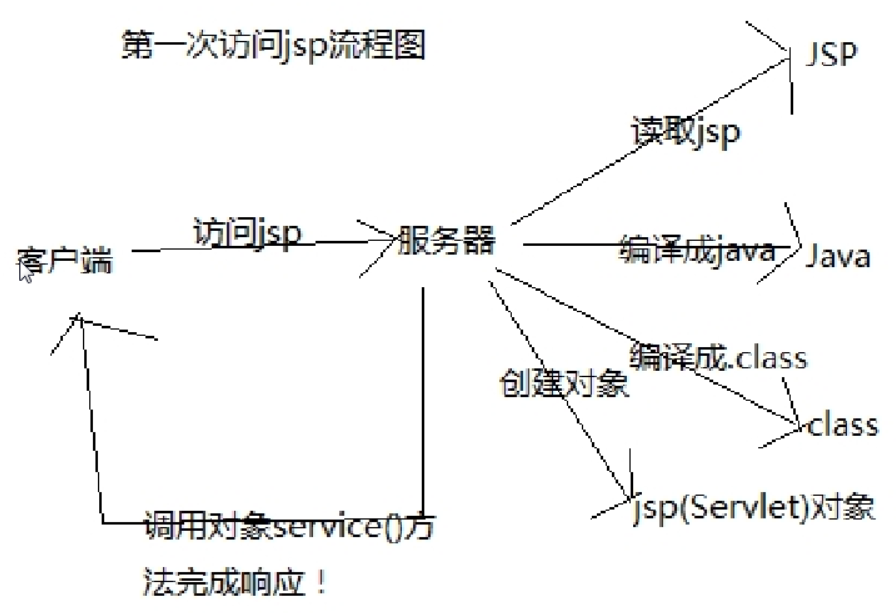 第一次访问jsp流程图
JSP
读取jsp
访问jsp
服务器
客户端
编译成java
Java
编译成.class
创建对象
class
jsp(Servlet)对象
调用对象service()方
法完成响应！